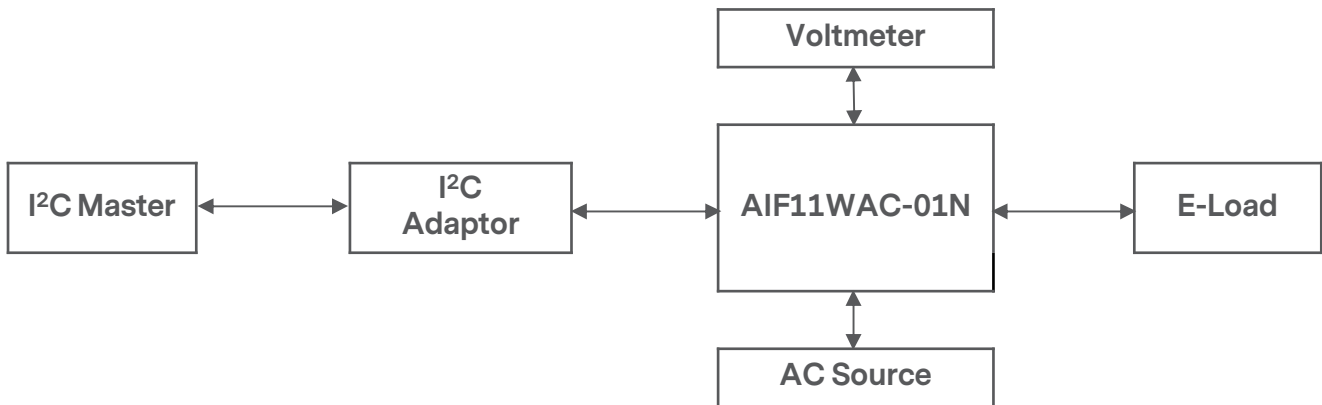 Voltmeter
I²C Master
I²C
Adaptor
AIF11WAC-01N
E-Load
AC Source